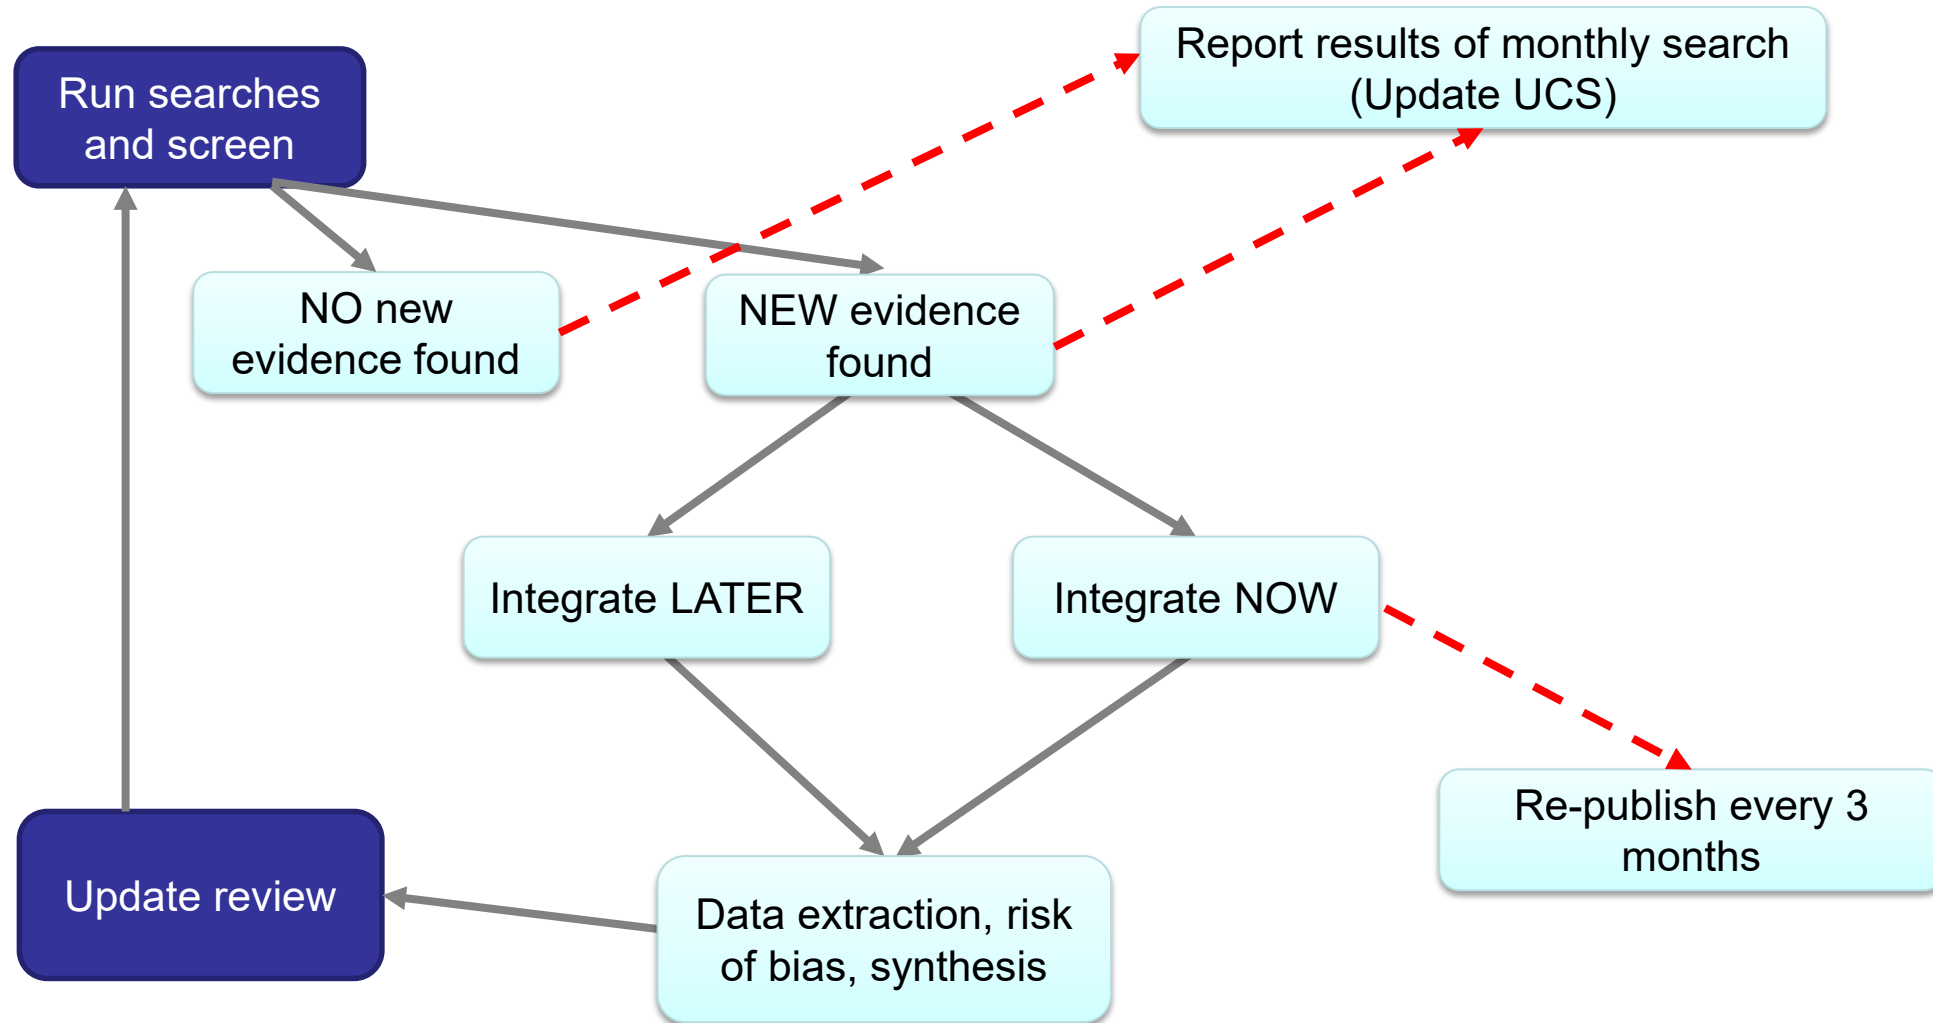 Run searches
and screen
Report results of monthly search
(Update UCS)
NO new
evidence found
NEW evidence
found
Integrate LATER
Integrate NOW
Re-publish every 3
months
Update review
Data extraction, risk
of bias, synthesis